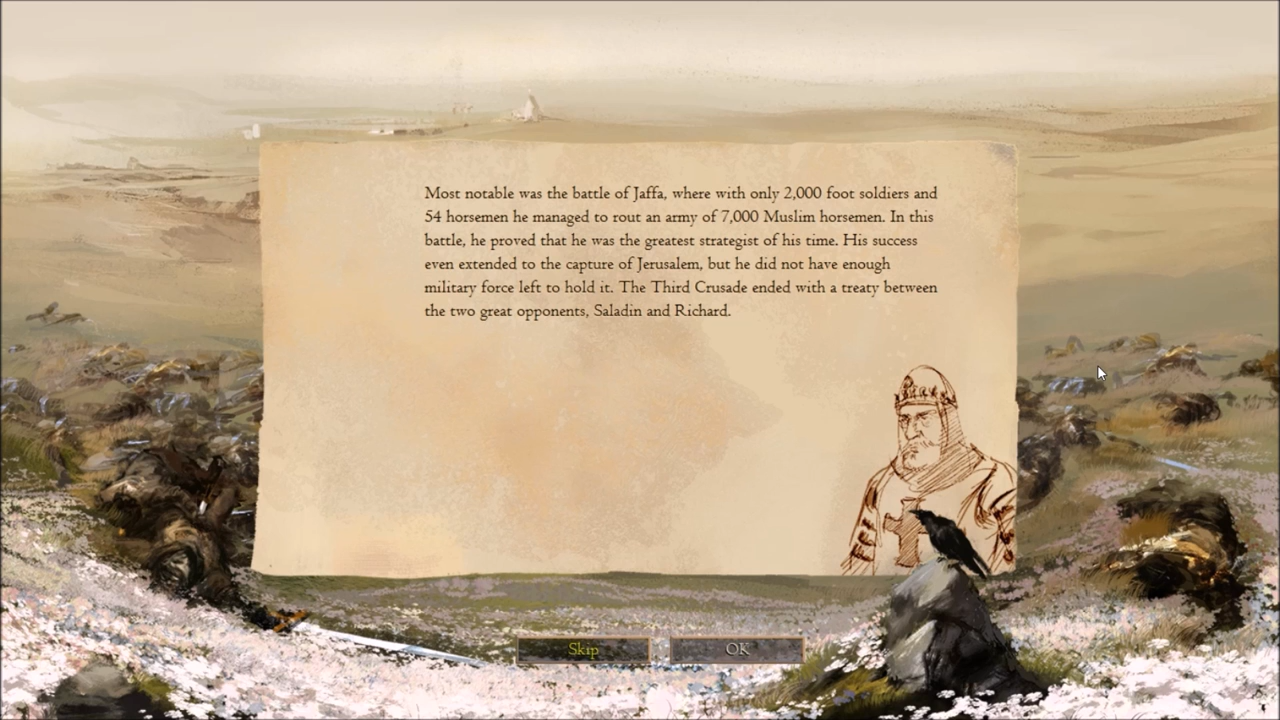 Most notable was the battle of Jaffa, where with only 2,000 foot soldiers and
54 horsemen he managed to rout an army of 7,000 Muslim horsemen. In this
battle, he proved that he was the greatest strategist of his time. His success
even extended to the capture of Jerusalem, but he did not have enough
military force left to hold it. The Third Crusade ended with a treaty between
the two great opponents, Saladin and Richard.
Skip
OK